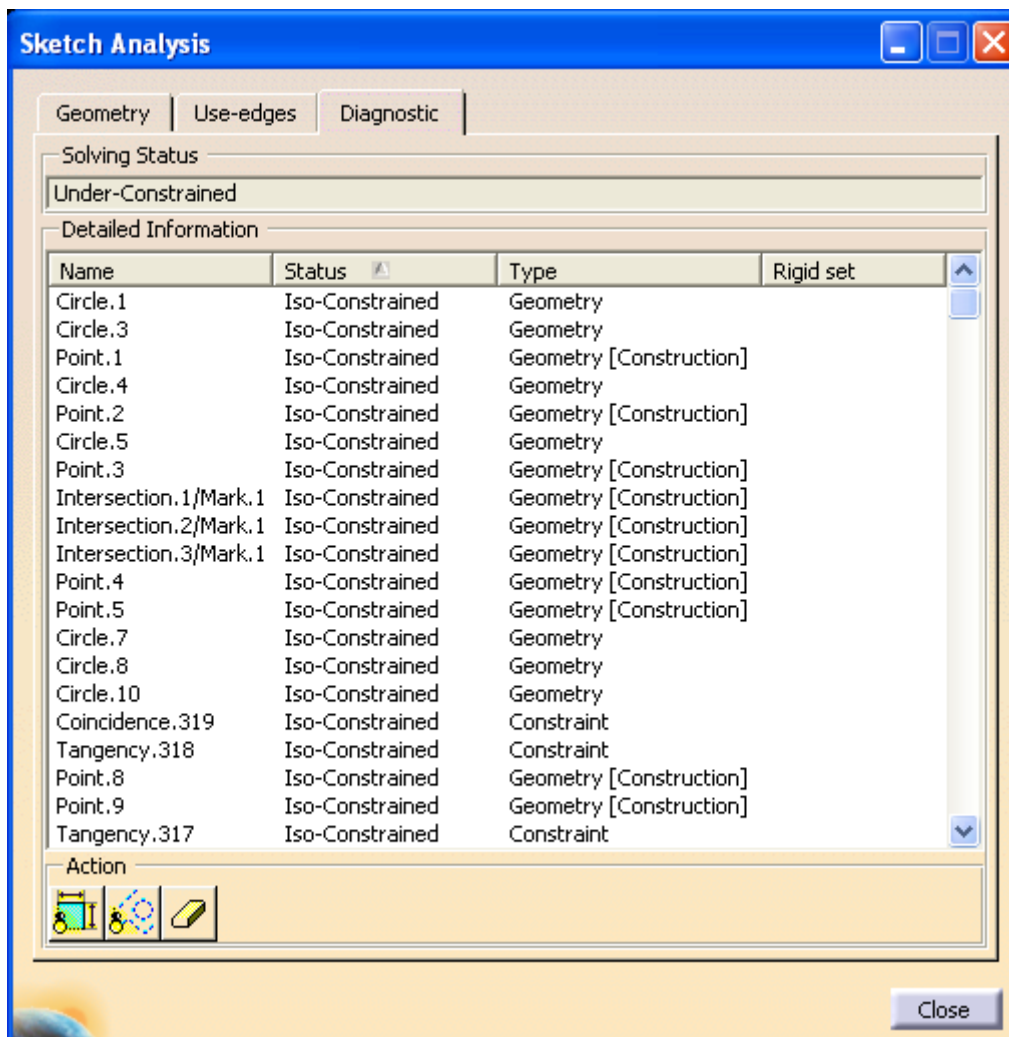 Sketch Analysis
Geometry Use-edges Diagnostic
Solving Status
Under-Constrained
Detailed Information
Name Status Type Rigid set
Circle.1 Iso-Constrained Geometry
Circle.3 Iso-Constrained Geometry
Point.1 Iso-Constrained Geometry [Construction]
Circle.4 Iso-Constrained Geometry
Point.2 Iso-Constrained Geometry [Construction]
Circle.5 Iso-Constrained Geometry
Point.3 Iso-Constrained Geometry [Construction]
Intersection.1/Mark.1 Iso-Constrained Geometry [Construction]
Intersection.2/Mark.1 Iso-Constrained Geometry [Construction]
Intersection.3/Mark.1 Iso-Constrained Geometry [Construction]
Point.4 Iso-Constrained Geometry [Construction]
Point.5 Iso-Constrained Geometry [Construction]
Circle.7 Iso-Constrained Geometry
Circle.8 Iso-Constrained Geometry
Circle.10 Iso-Constrained Geometry
Coincidence.319 Iso-Constrained Constraint
Tangency.318 Iso-Constrained Constraint
Point.8 Iso-Constrained Geometry [Construction]
Point.9 Iso-Constrained Geometry [Construction]
Tangency.317 Iso-Constrained Constraint
Action
Close